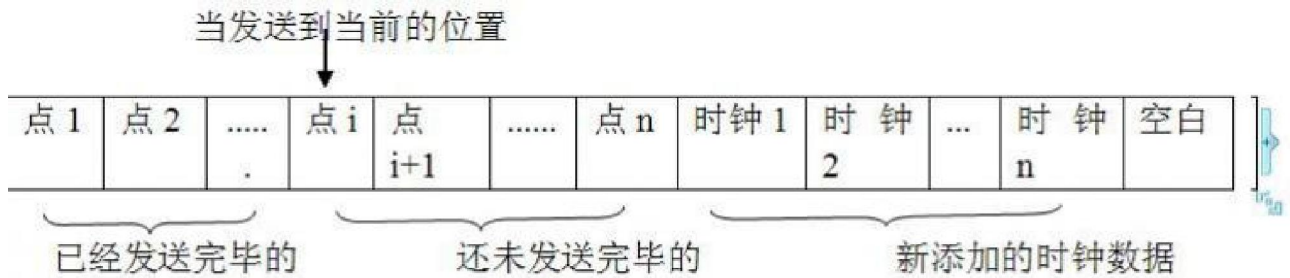 当发送到当前的位置
点 1 点 2 ...... 点 i 点 i+1 ...... 点 n 时钟 1 时 钟 2 ... 时 钟 n 空白
已经发送完毕的 还未发送完毕的 新添加的时钟数据